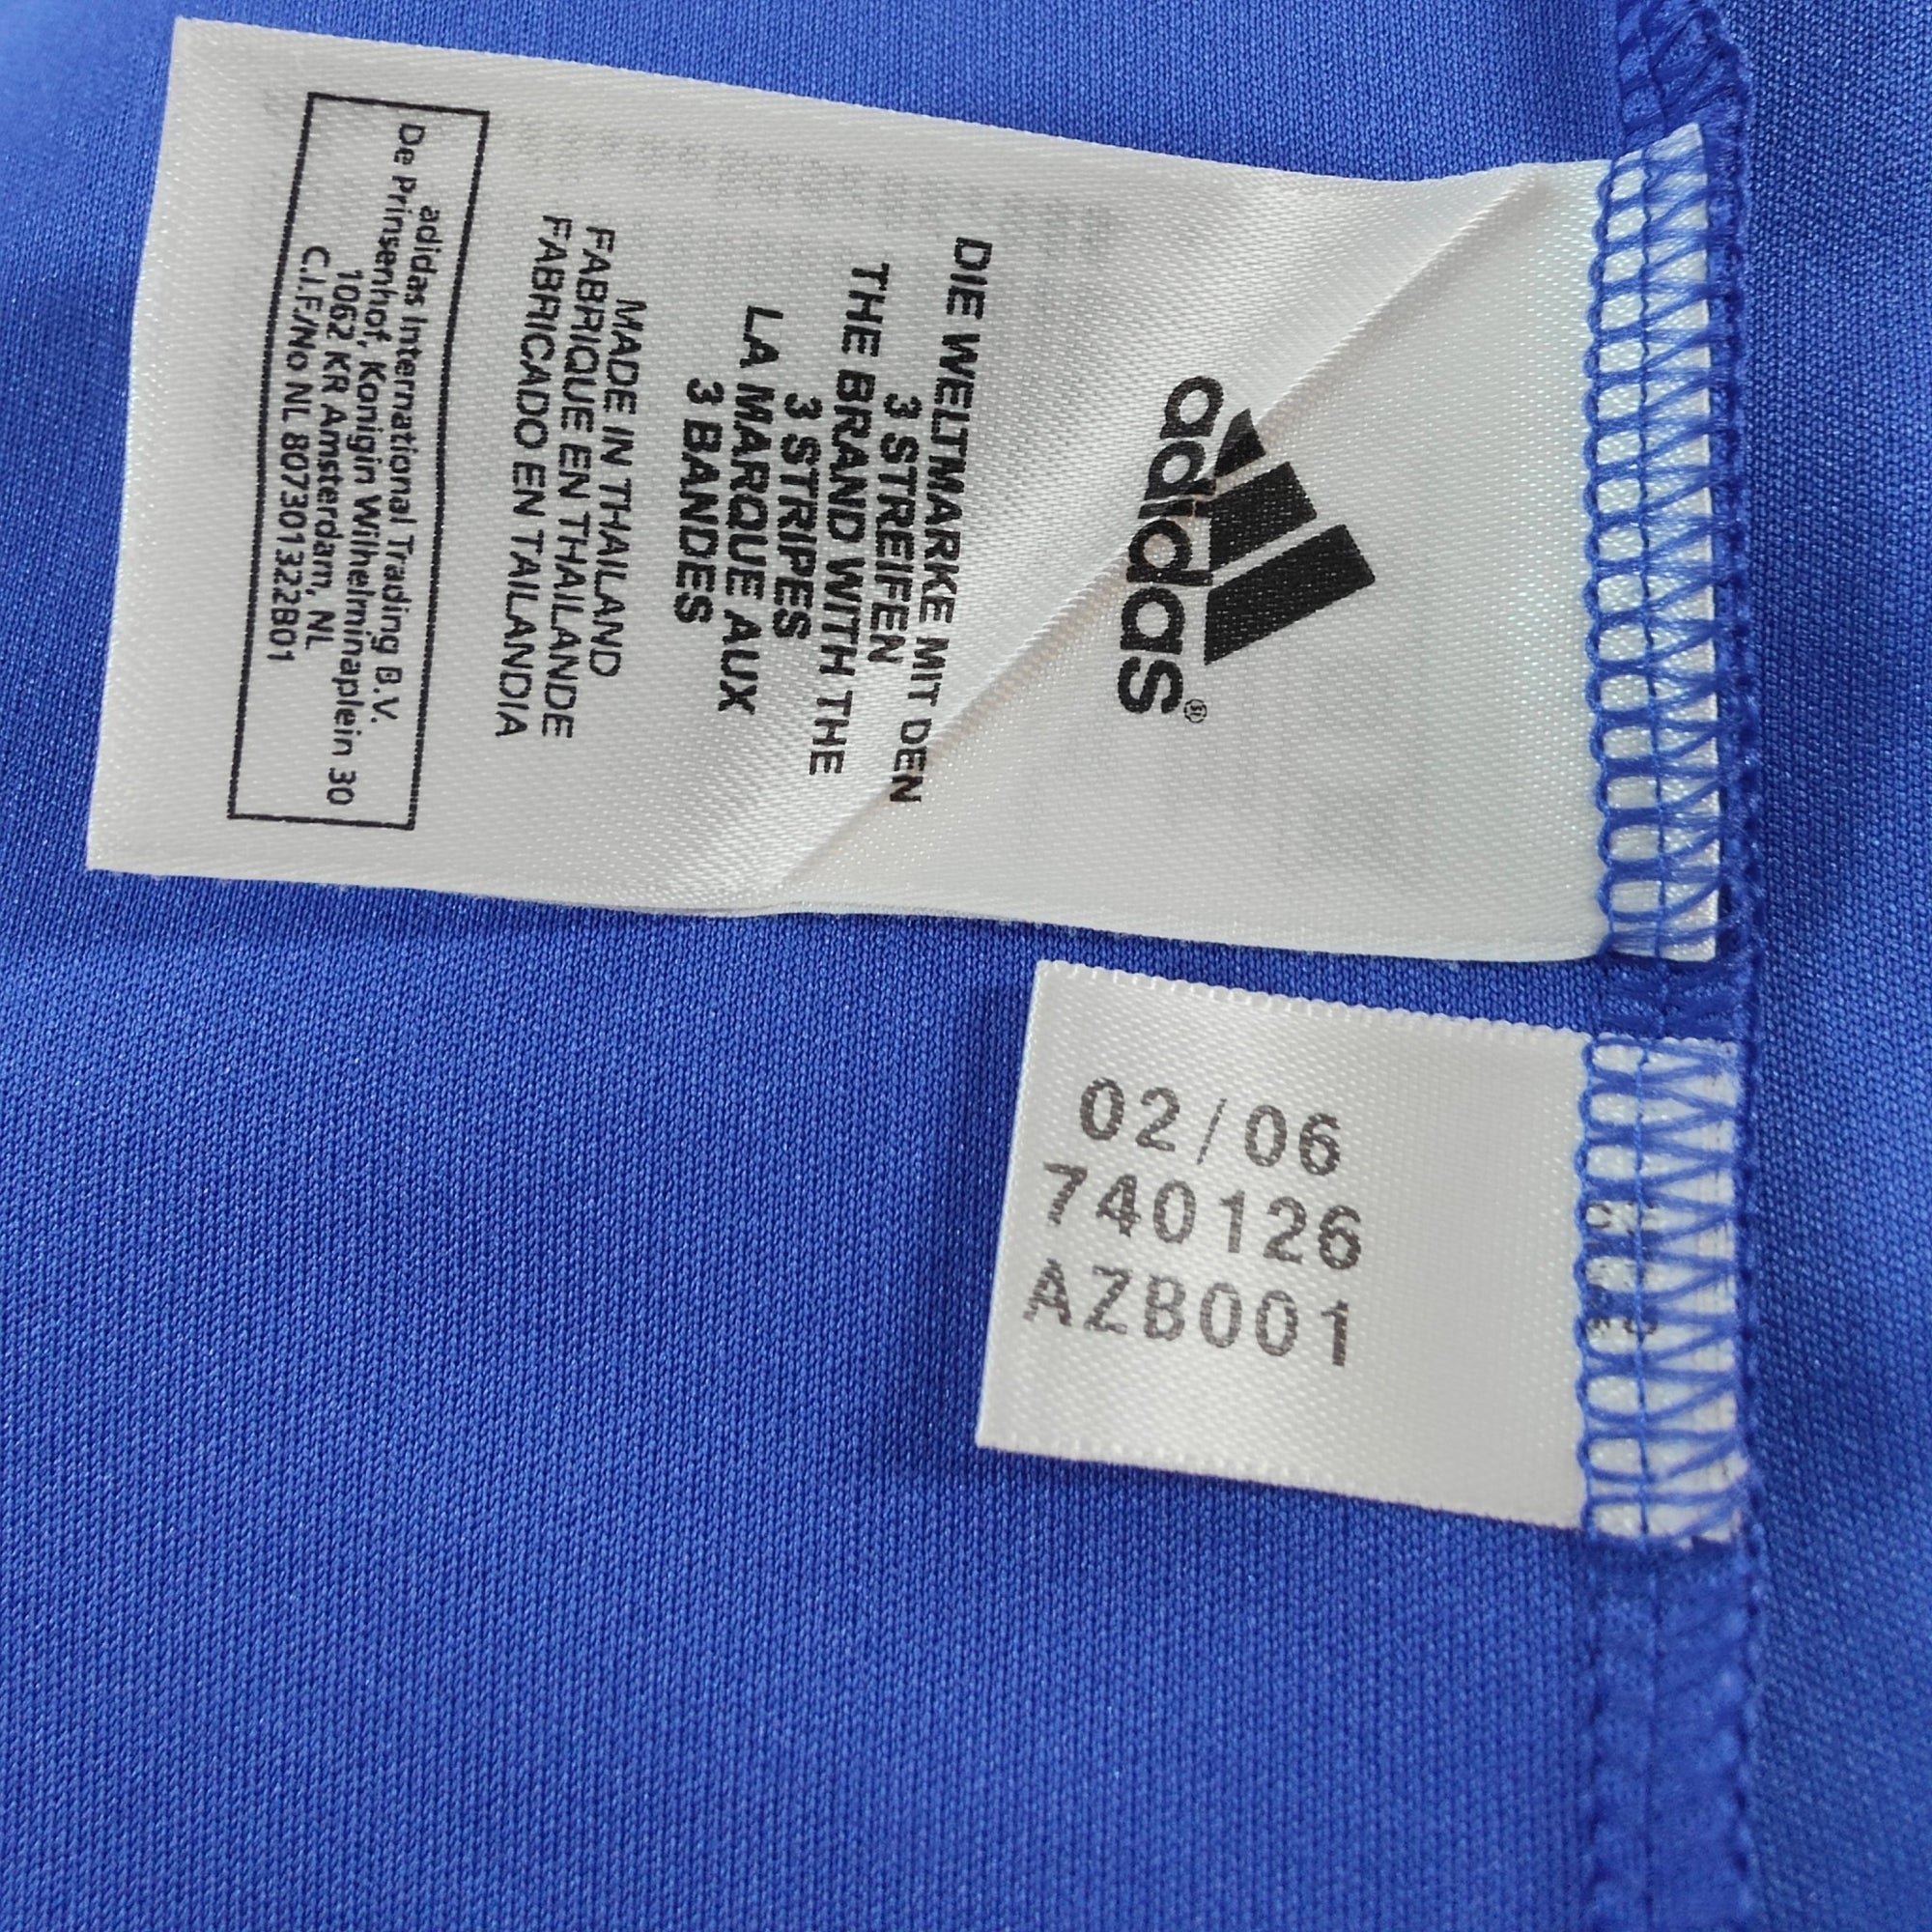 adidas
DIE WELTMARKE MIT DEN
3 STREIFEN
THE BRAND WITH THE
3 STRIPES
LA MARQUE AUX
3 BANDES
MADE IN THAILAND
FABRIQUE EN THAILANDE
FABRICADO EN TAILANDIA
adidas International Trading B.V.
De Prinsenhof, Konigin Wilhelminaplein 30
1062 KR Amsterdam, NL
C.I.F./No NL 807301322B01
02/06
740126
AZB001